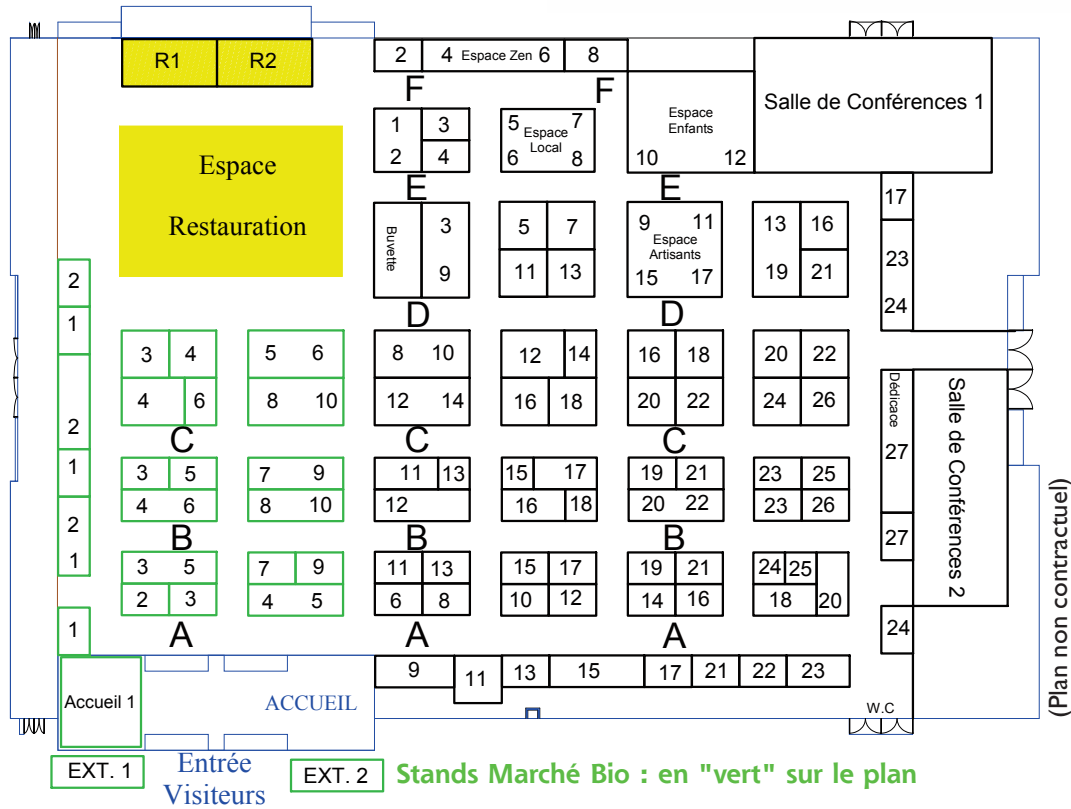 R1 R2 2 4 Espace Zen 6 8
F F
Salle de Conférences 1
1 3 5 7 Espace
2 4 Espace Local 6 8 Enfants
10 12
Espace
Restauration
E E
17
Buvette 3 5 7 9 11 13 16
Espace Artisants
9 11 13 15 17 19 21
23
24
2
1
D D
3 4 5 6 8 10 12 14 16 18 20 22
4 6 8 10 12 14 16 18 20 22 24 26
Dédicaoe
27
Salle de Conférences 2
2
C C C
1
3 5 7 9 11 13 15 17 19 21 23 25
4 6 8 10 12 16 18 20 22 23 26
27
2
1
B B B
3 5 7 9 11 13 15 17 19 21 24 25
2 3 4 5 6 8 10 12 14 16 18 20
1
24
A A A
9 11 13 15 17 21 22 23
Accueil 1
ACCUEIL
W.C
(Plan non contractuel)
EXT. 1
Entrée
Visiteurs
EXT. 2
Stands Marché Bio : en "vert" sur le plan